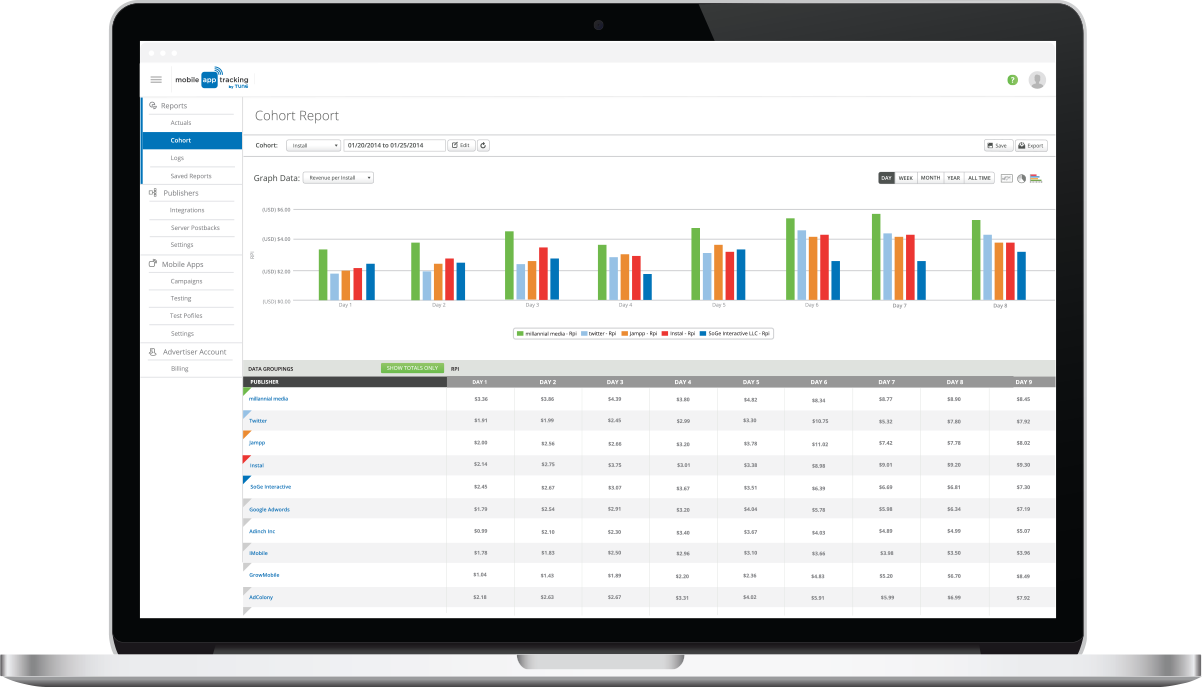 mobile app tracking
by TUNE
?
Reports
Actuals
Cohort
Logs
Saved Reports
Publishers
Integrations
Server Postbacks
Settings
Mobile Apps
Campaigns
Testing
Test Pofiles
Settings
Advertiser Account
Billing
Cohort Report
Cohort: Install 01/20/2014 to 01/25/2014 Edit Save Export
Graph Data: Revenue per Install DAY WEEK MONTH YEAR ALL TIME
(USD) $6.00
(USD) $4.00
RPI
(USD) $2.00
(USD) $0.00
Day 1 Day 2 Day 3 Day 4 Day 5 Day 6 Day 7 Day 8
millannial media - Rpi twitter - Rpi Jampp - Rpi Instal - Rpi SoGe Interactive LLC - Rpi
DATA GROUPINGS SHOW TOTALS ONLY RPI
PUBLISHER DAY 1 DAY 2 DAY 3 DAY 4 DAY 5 DAY 6 DAY 7 DAY 8 DAY 9
millannial media $3.36 $3.86 $4.39 $3.80 $4.82 $8.34 $8.77 $8.90 $8.45
Twitter $1.91 $1.99 $2.45 $2.99 $3.30 $10.75 $5.32 $7.80 $7.92
Jampp $2.00 $2.56 $2.00 $3.20 $3.78 $11.02 $7.42 $7.78 $8.02
Instal $2.14 $2.75 $3.75 $3.01 $3.38 $8.98 $9.01 $9.20 $9.30
SoGe Interactive $2.45 $2.67 $3.07 $3.67 $3.51 $6.39 $6.69 $6.81 $7.30
Google Adwords $1.79 $2.54 $2.91 $3.20 $4.04 $5.78 $5.98 $6.34 $7.19
Adinch Inc $0.99 $2.10 $2.30 $3.40 $3.67 $4.03 $4.89 $4.99 $5.07
iMobile $1.78 $1.83 $2.50 $2.96 $3.10 $3.66 $3.98 $3.50 $3.96
GrowMobile $1.04 $1.43 $1.89 $2.20 $2.36 $4.83 $5.20 $8.70 $8.49
AdColony $2.18 $2.63 $2.67 $3.31 $4.02 $5.91 $5.99 $6.99 $7.92